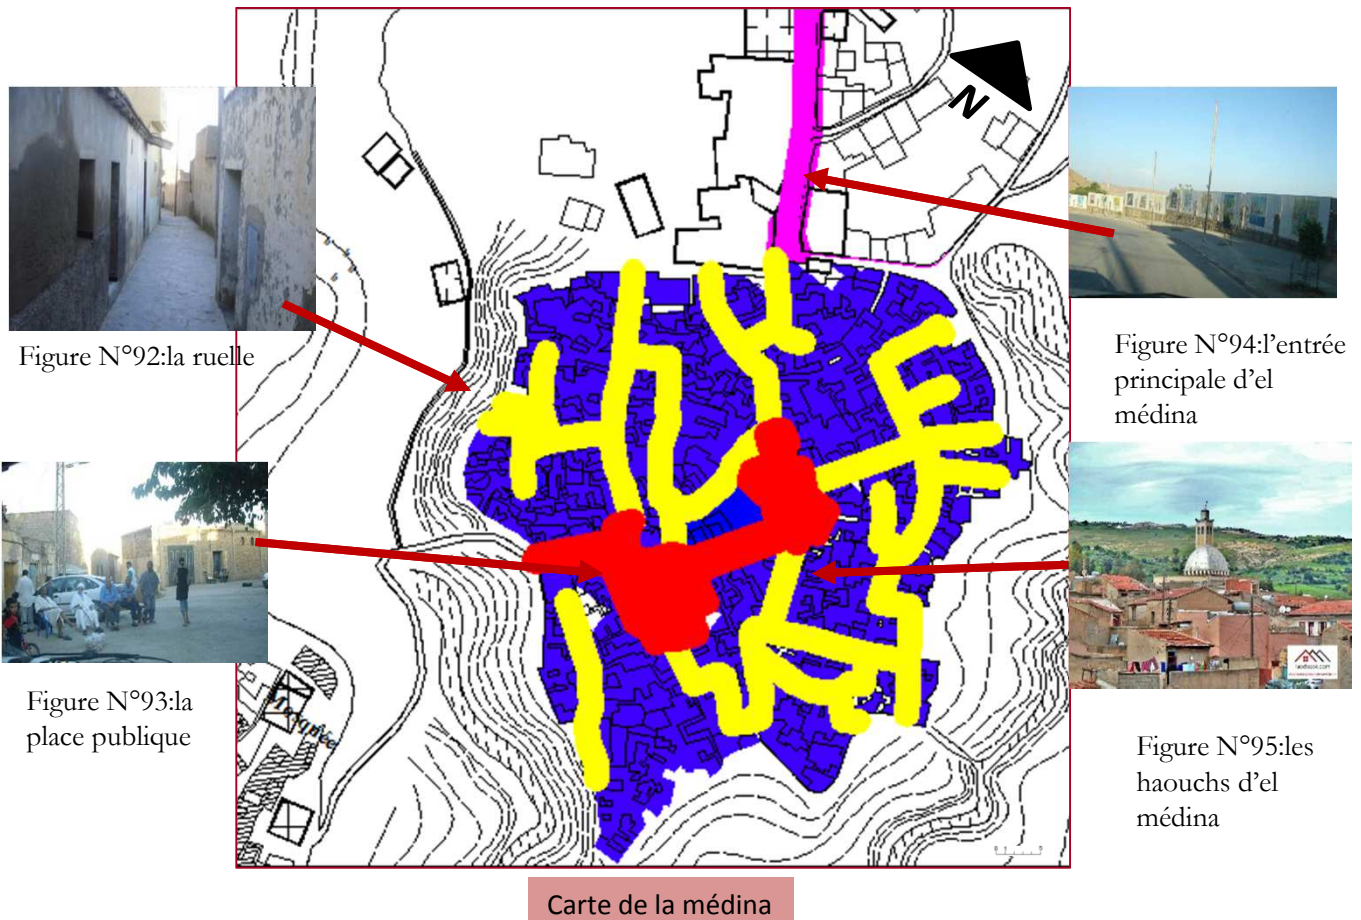 N
Figure N°92:la ruelle
Figure N°94:l'entrée
principale d'el
médina
Figure N°93:la
place publique
Mosquée
Figure N°95:les
haouchs d'el
médina
Carte de la médina